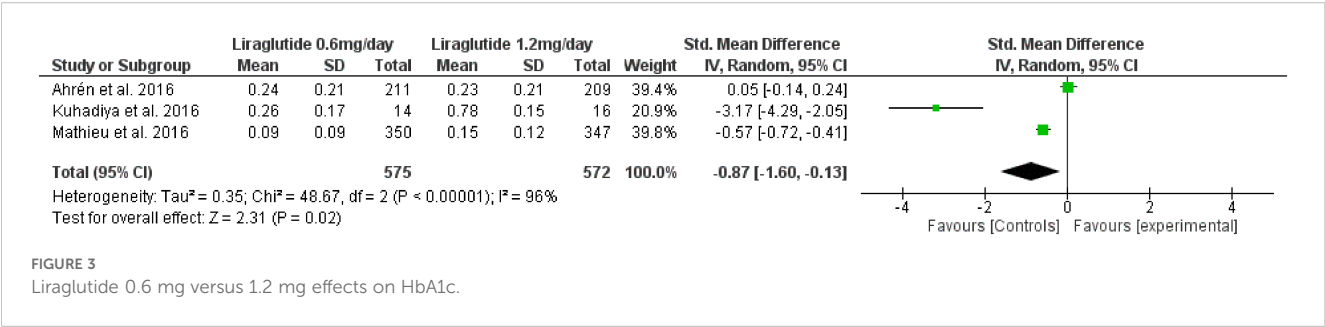 Liraglutide 0.6mg/day Liraglutide 1.2mg/day Std. Mean Difference Std. Mean Difference
Study or Subgroup Mean SD Total Mean SD Total Weight IV, Random, 95% CI IV, Random, 95% CI
Ahrén et al. 2016 0.24 0.21 211 0.23 0.21 209 39.4% 0.05 [-0.14, 0.24]
Kuhadiya et al. 2016 0.26 0.17 14 0.78 0.15 16 20.9% -3.17 [-4.29, -2.05]
Mathieu et al. 2016 0.09 0.09 350 0.15 0.12 347 39.8% -0.57 [-0.72, -0.41]
Total (95% CI) 575 572 100.0% -0.87 [-1.60, -0.13]
Heterogeneity: Tau² = 0.35; Chi² = 48.67, df = 2 (P < 0.00001); I² = 96%
Test for overall effect: Z = 2.31 (P = 0.02)
-4 -2 0 2 4
Favours [Controls] Favours [experimental]
FIGURE 3
Liraglutide 0.6 mg versus 1.2 mg effects on HbA1c.